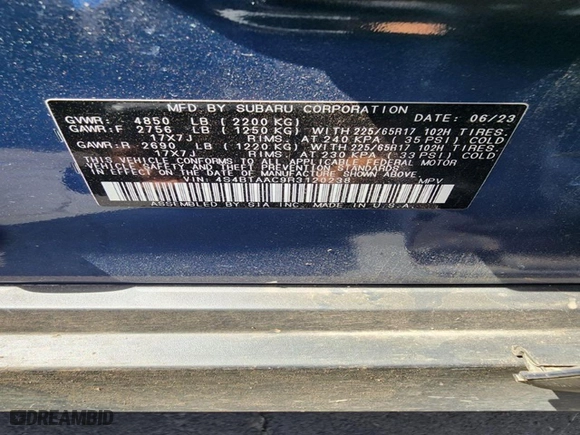 MFD. BY SUBARU CORPORATION DATE: 06/23
GVWR: 4850 LB (2200 KG)
GAWR:F 2756 LB (1250 KG) WITH 225/65R17 102H TIRES.
17X7J RIMS, AT 240 KPA (35 PSI) COLD
GAWR:R 2690 LB (1220 KG) WITH 225/65R17 102H TIRES.
17X7J RIMS, AT 230 KPA (33 PSI) COLD
THIS VEHICLE CONFORMS TO ALL APPLICABLE FEDERAL MOTOR
VEHICLE SAFETY AND THEFT PREVENTION STANDARDS
IN EFFECT ON THE DATE OF MANUFACTURE SHOWN ABOVE.
VIN: 4S4BTAAC9R3120238 MPV
ASSEMBLED BY SIA INC. MADE IN U.S.A.
DREAMBID